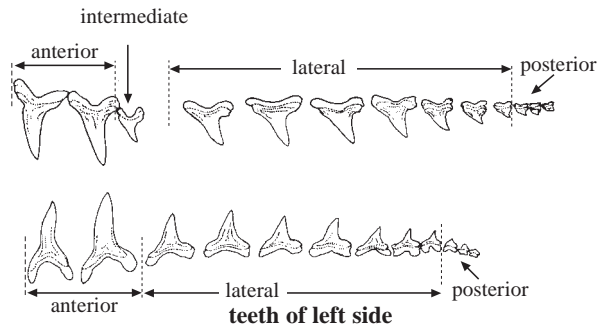 intermediate
anterior
lateral
posterior
anterior
lateral
posterior
teeth of left side